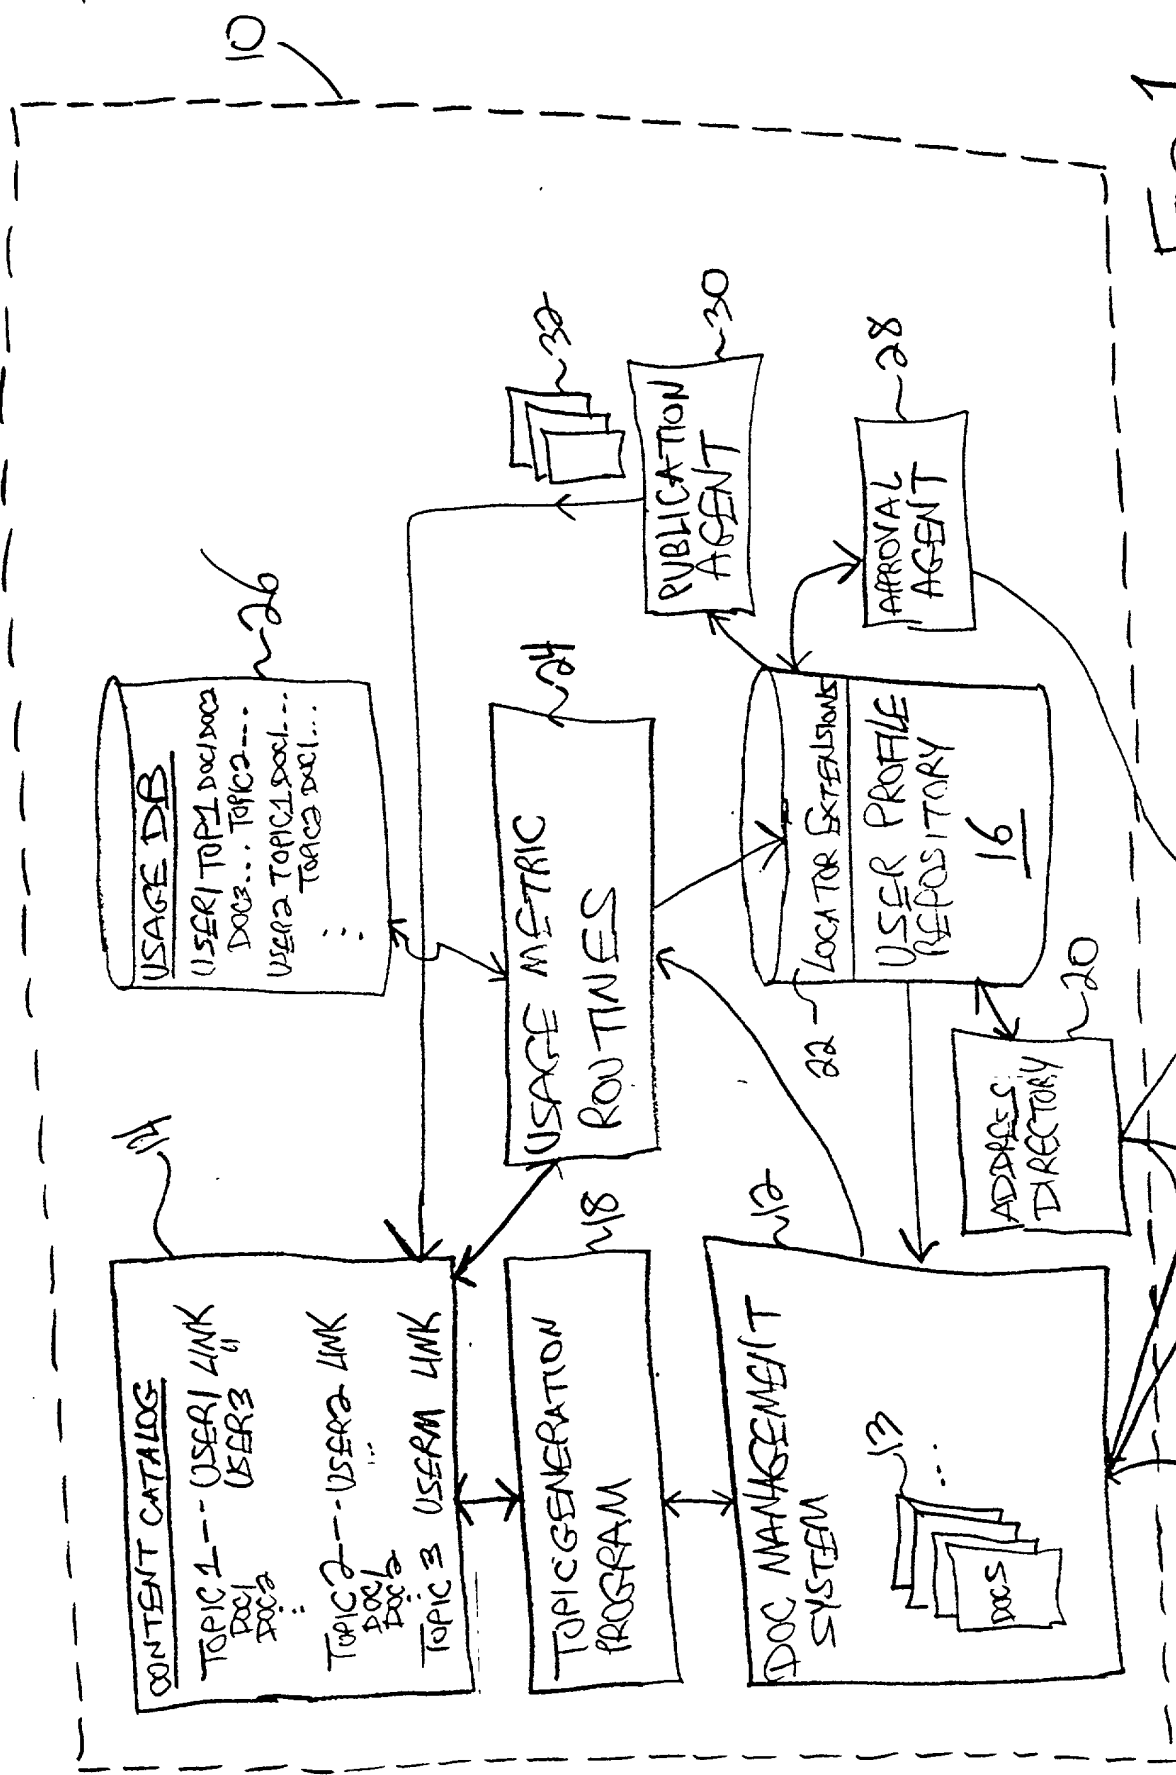 10
14
CONTENT CATALOG
TOPIC 1 --- USER1 LINK
DOC1 USER3 "
DOC2
:
TOPIC2 --- USER2 LINK
DOC1 ...
DOC2
:
TOPIC 3 USERM LINK
USAGE DB
USER1 TOP1 DOC1 DOC2
DOC3... TOPIC2---
USER2 TOPIC1 DOC1...
TOPIC2 DOC1...
:
26
18
TOPIC GENERATION
PROGRAM
24
USAGE METRIC
ROUTINES
32
30
PUBLICATION
AGENT
12
DOC MANAGEMENT
SYSTEM
13
...
DOCS
22
LOCATOR EXTENSIONS
USER PROFILE
REPOSITORY
16
28
APPROVAL
AGENT
20
ADDRESS
DIRECTORY
1